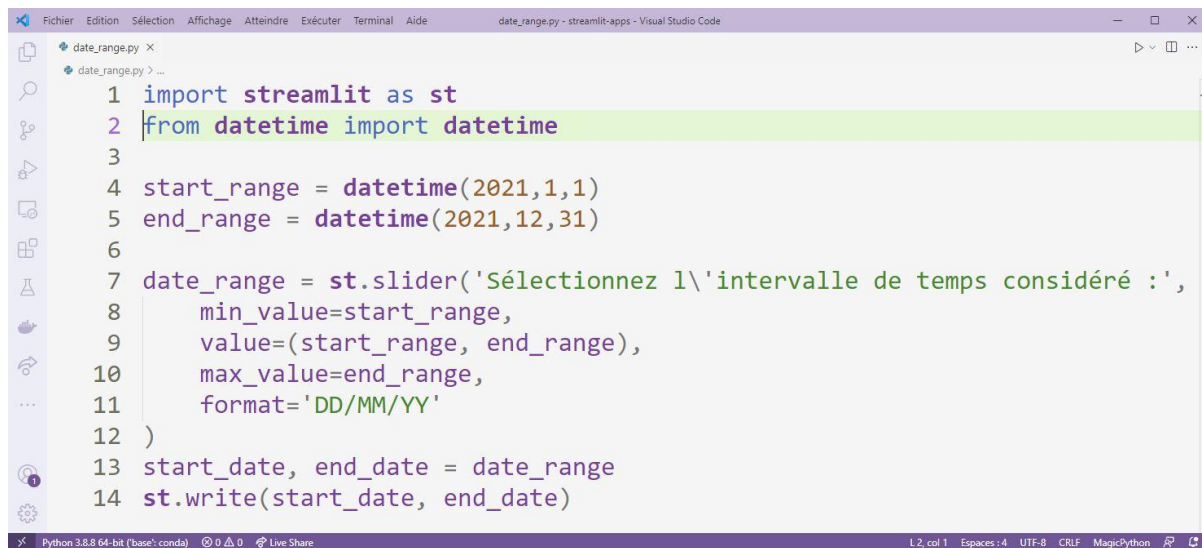 Fichier Edition Sélection Affichage Atteindre Exécuter Terminal Aide date_range.py - streamlit-apps - Visual Studio Code
date_range.py
date_range.py > ...
1 import streamlit as st
2 from datetime import datetime
3
4 start_range = datetime(2021,1,1)
5 end_range = datetime(2021,12,31)
6
7 date_range = st.slider('Sélectionnez l\'intervalle de temps considéré :',
8     min_value=start_range,
9     value=(start_range, end_range),
10     max_value=end_range,
11     format='DD/MM/YY'
12 )
13 start_date, end_date = date_range
14 st.write(start_date, end_date)
1
Python 3.8.8 64-bit ('base': conda) 0 0 Live Share L 2, col 1 Espaces : 4 UTF-8 CRLF MagicPython